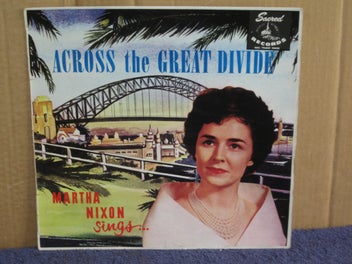 Sacred
RECORDS
ACROSS the GREAT DIVIDE
MARTHA
NIXON
sings...